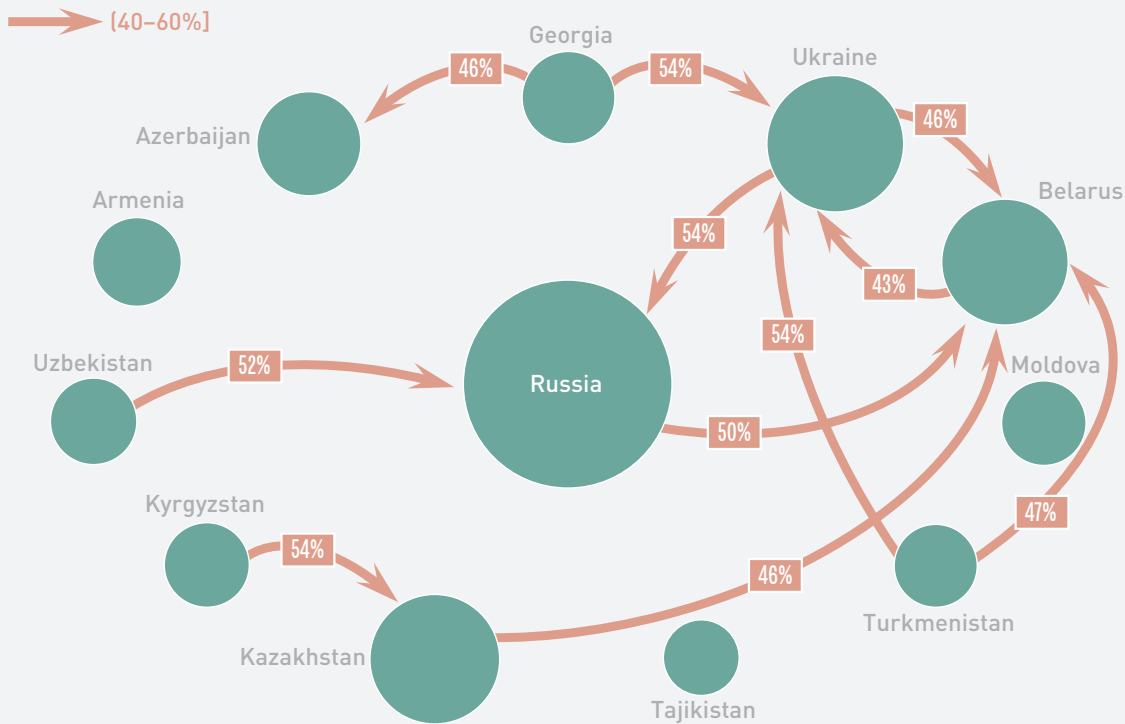 (40–60%]
Georgia
Ukraine
46%
54%
46%
Azerbaijan
Belarus
Armenia
54%
43%
54%
Uzbekistan
52%
Moldova
Russia
50%
Kyrgyzstan
47%
54%
46%
Turkmenistan
Kazakhstan
Tajikistan